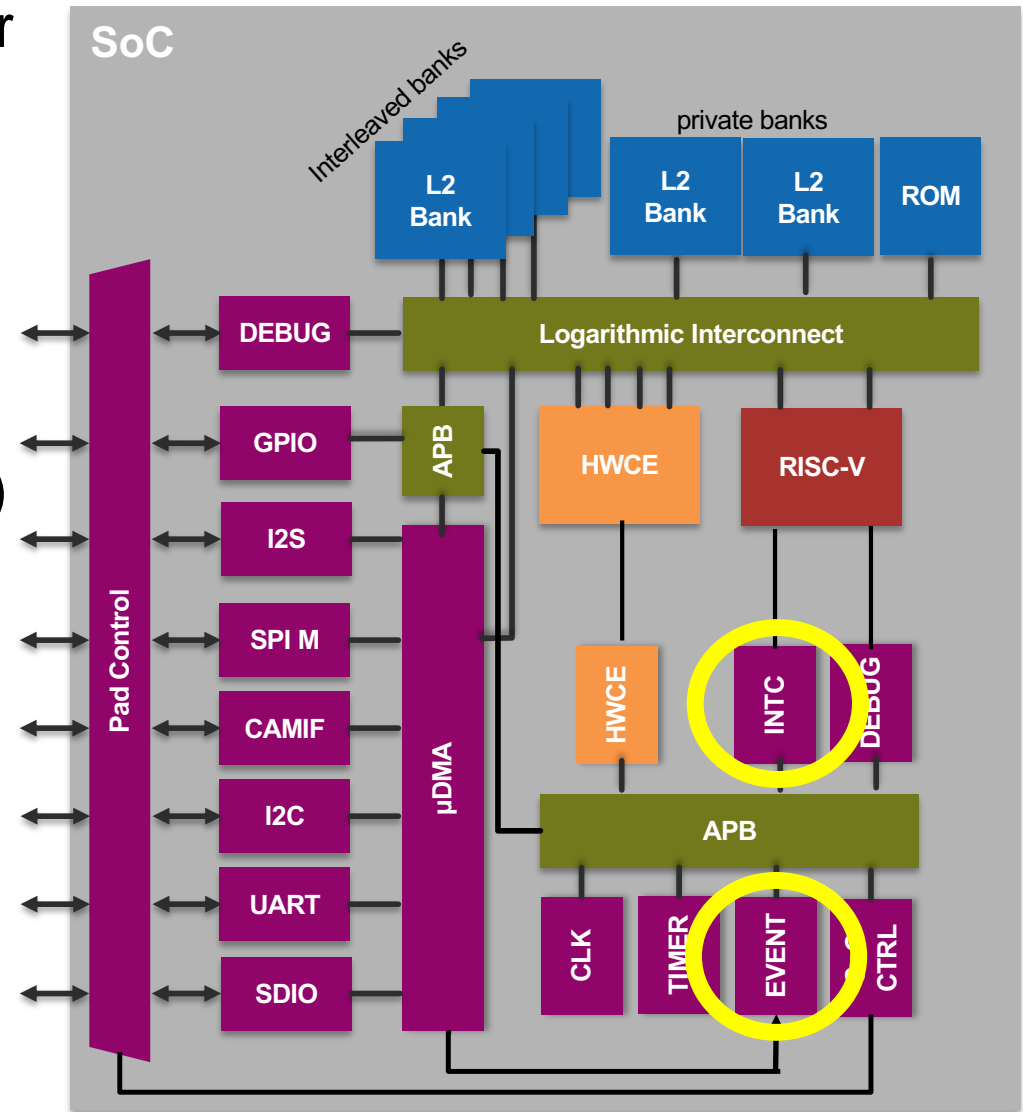 r
SoC
Interleaved banks
private banks
L2
Bank
L2
Bank
L2
Bank
ROM
DEBUG
Logarithmic Interconnect
GPIO
APB
HWCE
RISC-V
)
I2S
Pad Control
SPI M
HWCE
INTC
DEBUG
CAMIF
µDMA
I2C
APB
UART
CLK
TIMER
EVENT
CTRL
SDIO